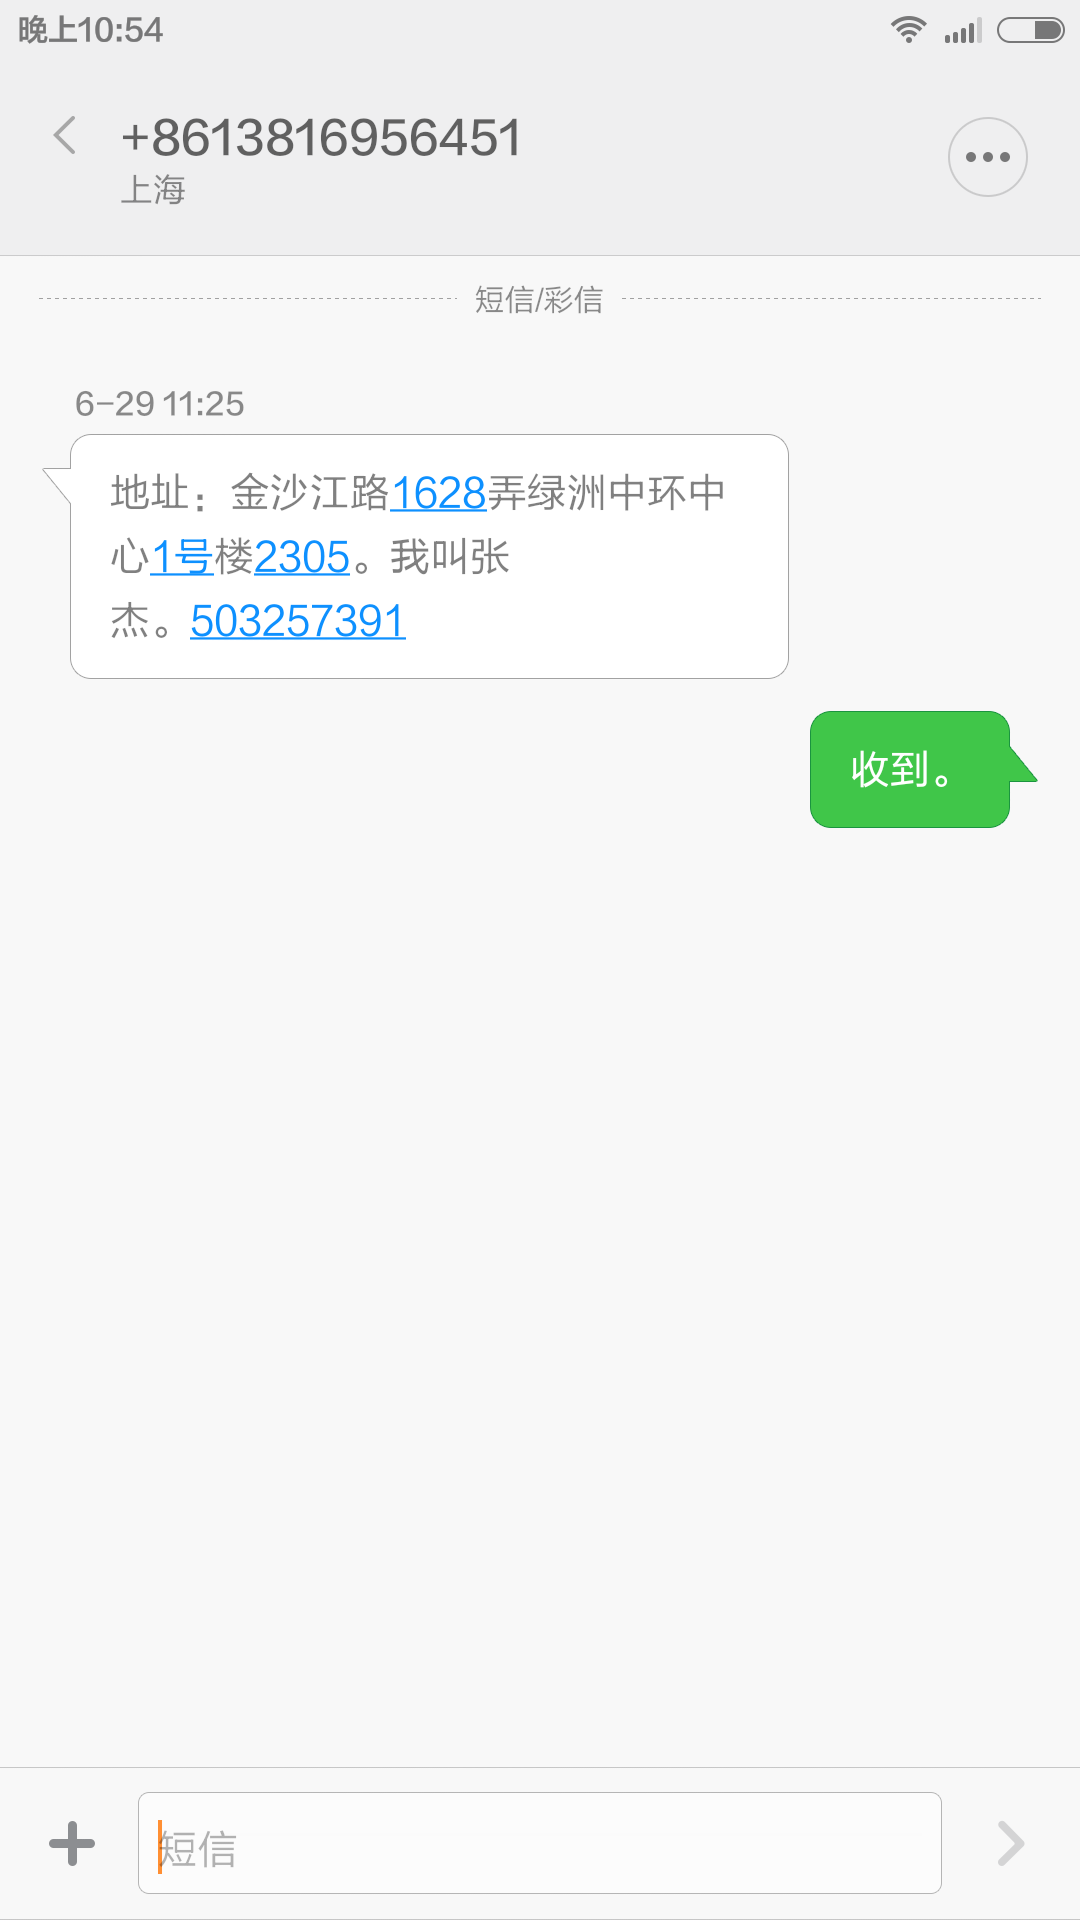 晚上10:54
+8613816956451
上海
短信/彩信
6-29 11:25
地址：金沙江路1628弄绿洲中环中
心1号楼2305。我叫张
杰。503257391
收到。
短信